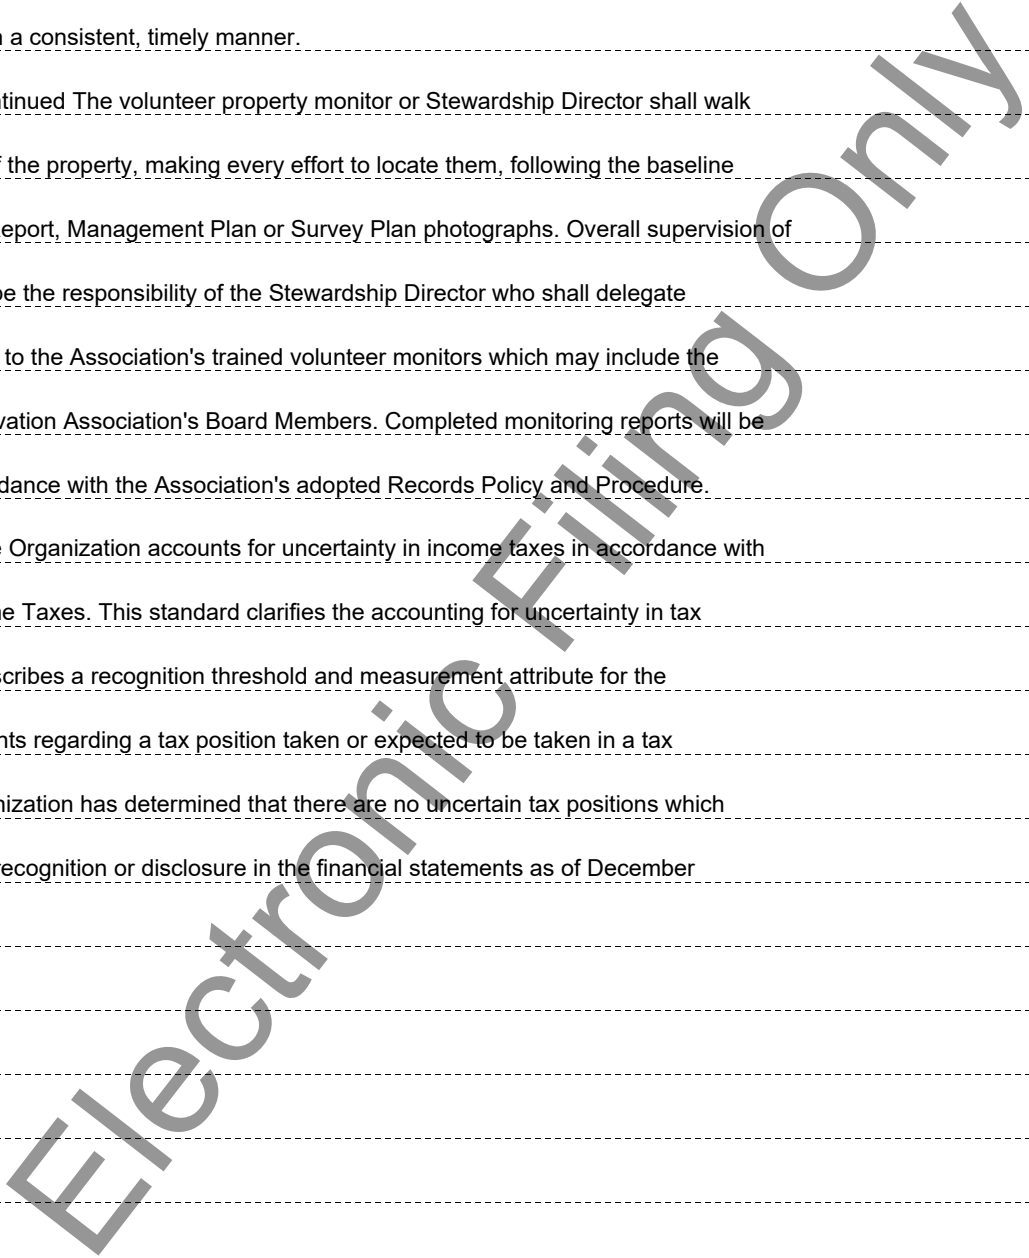 a consistent, timely manner.
tinued The volunteer property monitor or Stewardship Director shall walk
the property, making every effort to locate them, following the baseline
eport, Management Plan or Survey Plan photographs. Overall supervision of
be the responsibility of the Stewardship Director who shall delegate
to the Association's trained volunteer monitors which may include the
vation Association's Board Members. Completed monitoring reports will be
dance with the Association's adopted Records Policy and Procedure.
Organization accounts for uncertainty in income taxes in accordance with
e Taxes. This standard clarifies the accounting for uncertainty in tax
scribes a recognition threshold and measurement attribute for the
nts regarding a tax position taken or expected to be taken in a tax
nization has determined that there are no uncertain tax positions which
recognition or disclosure in the financial statements as of December
Electronic Filing Only